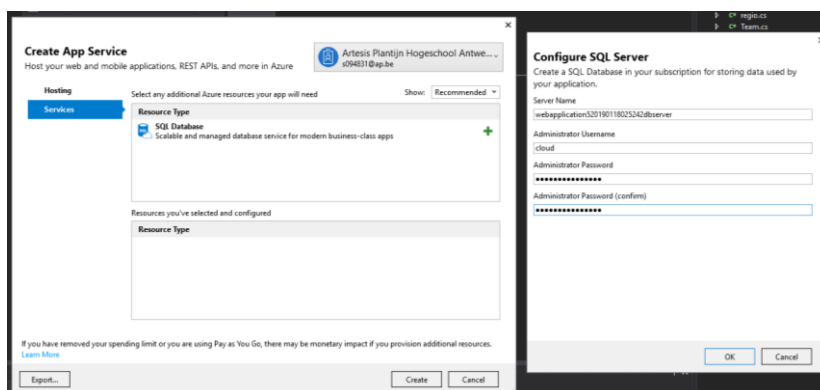 regio.cs
Team.cs
Create App Service
Host your web and mobile applications, REST APIs, and more in Azure
Artesis Plantijn Hogeschool Antwe...
s094831@ap.be
Hosting
Services
Select any additional Azure resources your app will need
Show:
Recommended
Resource Type
SQL Database
Scalable and managed database service for modern business-class apps
Resources you've selected and configured
Resource Type
If you have removed your spending limit or you are using Pay as You Go, there may be monetary impact if you provision additional resources.
Learn More
Export...
Create
Cancel
Configure SQL Server
Create a SQL Database in your subscription for storing data used by
your application.
Server Name
webapplication520190118025242dbserver
Administrator Username
cloud
Administrator Password
●●●●●●●●●●●●●●●
Administrator Password (confirm)
●●●●●●●●●●●●●●●
OK
Cancel